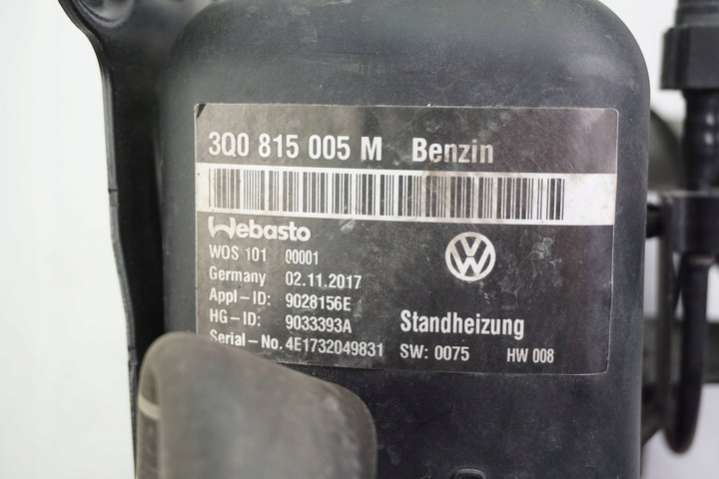 3Q0 815 005 M Benzin
Webasto
WOS 101 00001
Germany 02.11.2017
Appl-ID: 9028156E
HG-ID: 9033393A
Serial-No. 4E1732049831
VW
Standheizung
SW: 0075 HW 008